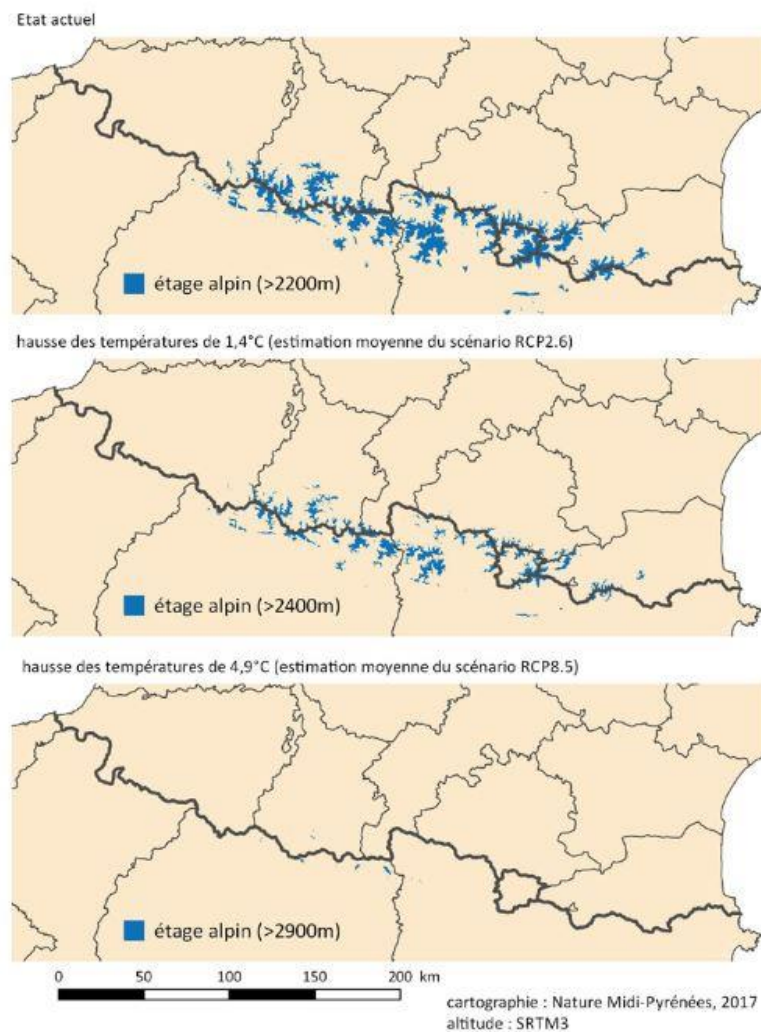 Etat actuel
étage alpin (>2200m)
hausse des températures de 1,4°C (estimation moyenne du scénario RCP2.6)
étage alpin (>2400m)
hausse des températures de 4,9°C (estimation moyenne du scénario RCP8.5)
étage alpin (>2900m)
0 50 100 150 200 km
cartographie : Nature Midi-Pyrénées, 2017
altitude : SRTM3